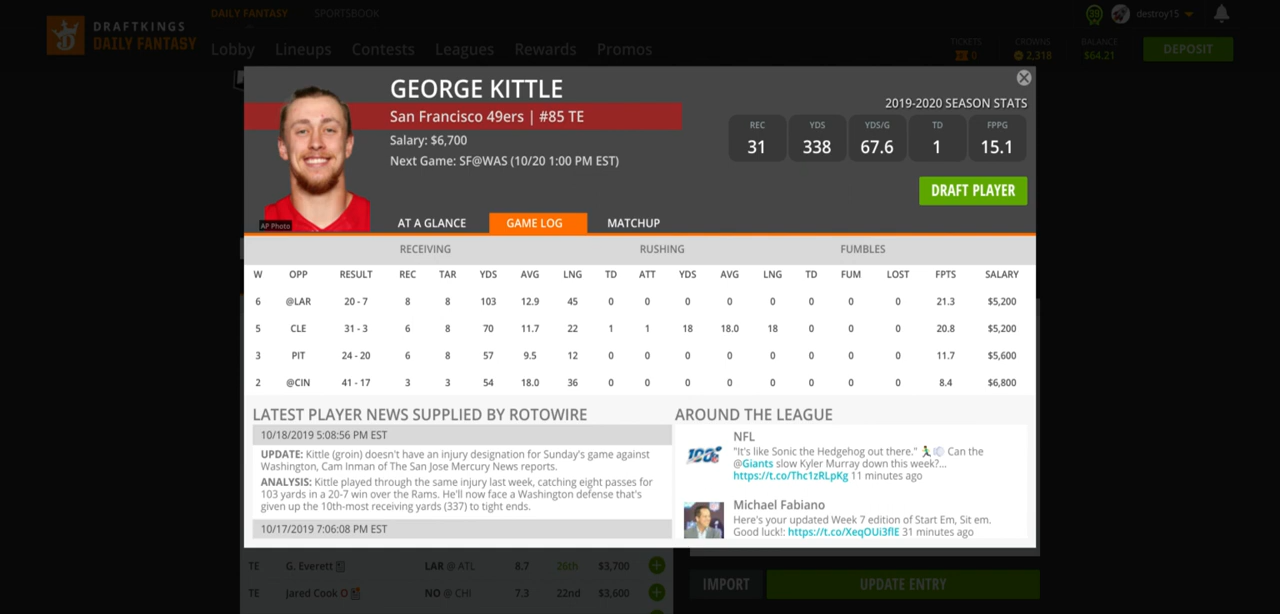 DRAFTKINGS
DAILY FANTASY
DAILY FANTASY SPORTSBOOK
Lobby Lineups Contests Leagues Rewards Promos
39 destroy15
TICKETS CROWNS BALANCE
0 2,318 $64.21
DEPOSIT
GEORGE KITTLE
San Francisco 49ers | #85 TE
Salary: $6,700
Next Game: SF@WAS (10/20 1:00 PM EST)
AP Photo
2019-2020 SEASON STATS
REC YDS YDS/G TD FPPG
31 338 67.6 1 15.1
DRAFT PLAYER
AT A GLANCE GAME LOG MATCHUP
RECEIVING RUSHING FUMBLES
W OPP RESULT REC TAR YDS AVG LNG TD ATT YDS AVG LNG TD FUM LOST FPTS SALARY
6 @LAR 20 - 7 8 8 103 12.9 45 0 0 0 0 0 0 0 0 21.3 $5,200
5 CLE 31 - 3 6 8 70 11.7 22 1 1 18 18.0 18 0 0 0 20.8 $5,200
3 PIT 24 - 20 6 8 57 9.5 12 0 0 0 0 0 0 0 0 11.7 $5,600
2 @CIN 41 - 17 3 3 54 18.0 36 0 0 0 0 0 0 0 0 8.4 $6,800
LATEST PLAYER NEWS SUPPLIED BY ROTOWIRE
10/18/2019 5:08:56 PM EST
UPDATE: Kittle (groin) doesn't have an injury designation for Sunday's game against
Washington, Cam Inman of The San Jose Mercury News reports.
ANALYSIS: Kittle played through the same injury last week, catching eight passes for
103 yards in a 20-7 win over the Rams. He'll now face a Washington defense that's
given up the 10th-most receiving yards (337) to tight ends.
10/17/2019 7:06:08 PM EST
AROUND THE LEAGUE
100
NFL
"It's like Sonic the Hedgehog out there." 🏃💨 Can the
@Giants slow Kyler Murray down this week?...
https://t.co/Thc1zRLpKg 11 minutes ago
Michael Fabiano
Here's your updated Week 7 edition of Start Em, Sit em.
Good luck!: https://t.co/XeqOUi3flE 31 minutes ago
TE G. Everett LAR @ ATL 8.7 26th $3,700
TE Jared Cook O NO @ CHI 7.3 22nd $3,600
IMPORT UPDATE ENTRY